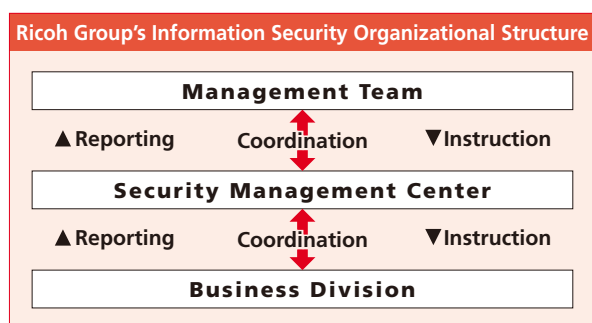 Ricoh Group's Information Security Organizational Structure
Management Team
▲Reporting Coordination ▼Instruction
Security Management Center
▲Reporting Coordination ▼Instruction
Business Division